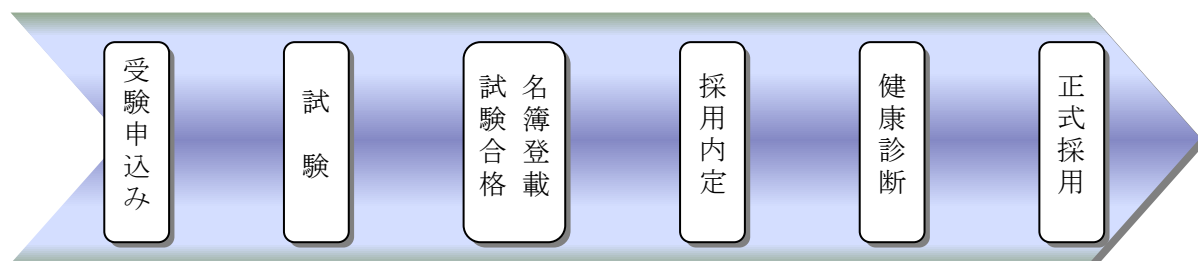 受験申込み
試験
名簿登載
試験合格
採用内定
健康診断
正式採用